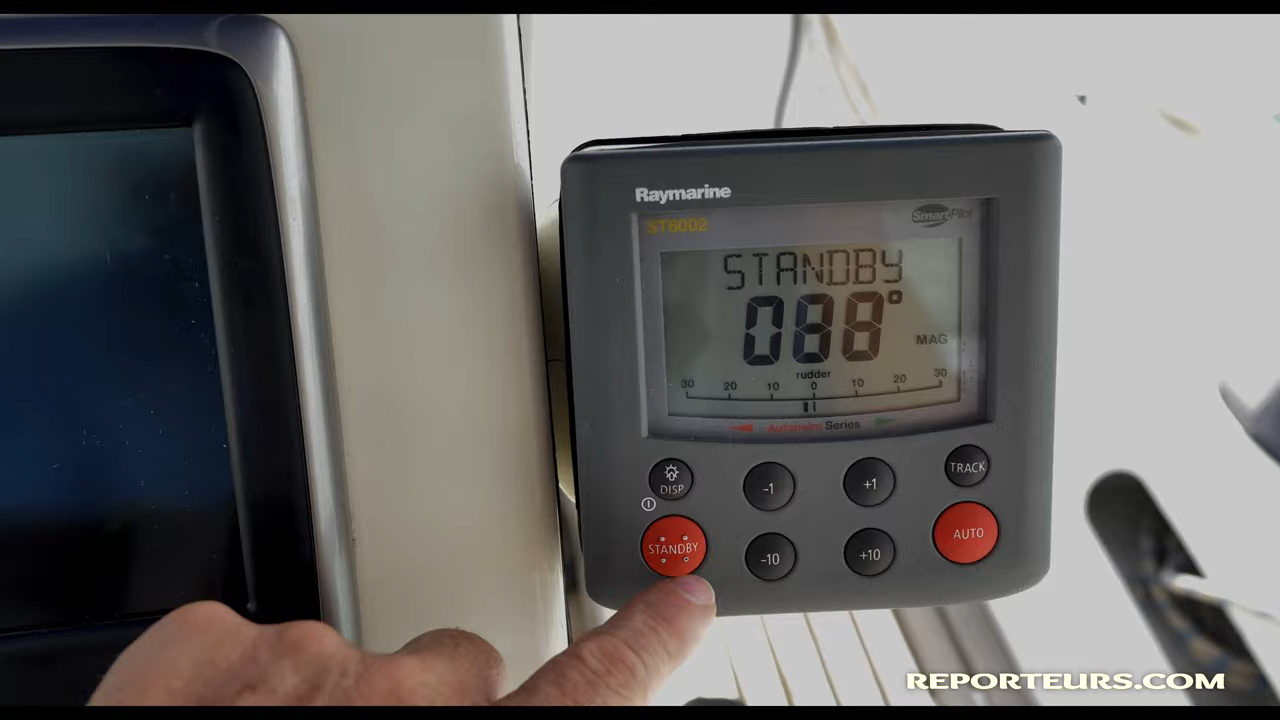 Raymarine
ST6002
SmartPilot
STANDBY
088°
MAG
rudder
30 20 10 0 10 20 30
Autohelm Series
DISP
-1
+1
TRACK
STANDBY
-10
+10
AUTO
REPORTEURS.COM